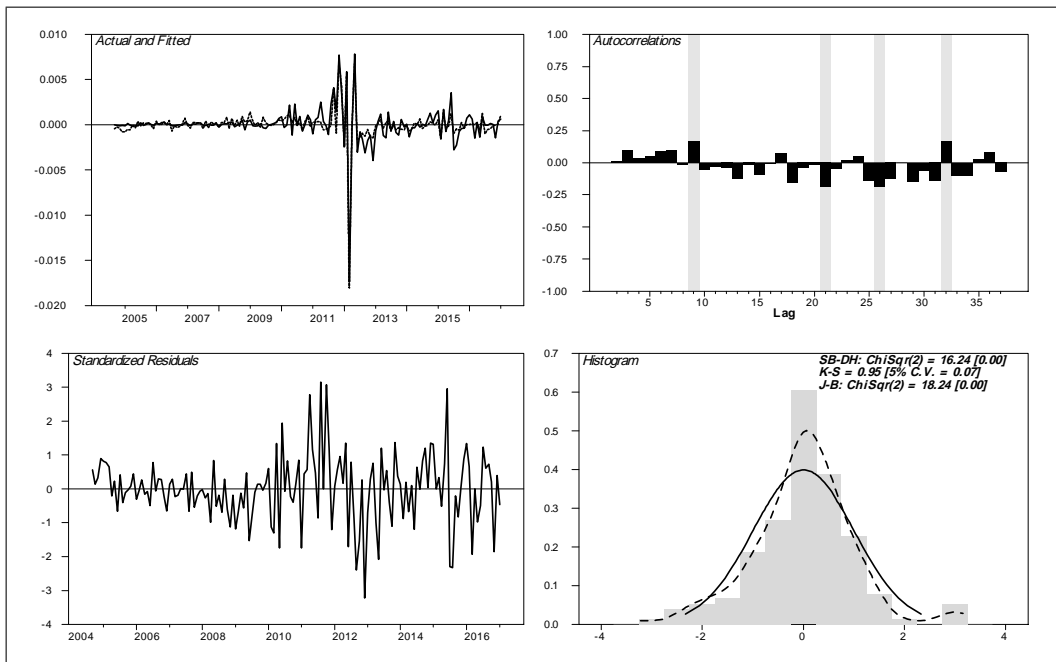 Actual and Fitted
0.010
0.005
0.000
-0.005
-0.010
-0.015
-0.020
2005 2007 2009 2011 2013 2015
Autocorrelations
1.00
0.75
0.50
0.25
0.00
-0.25
-0.50
-0.75
-1.00
5 10 15 20 25 30 35
Lag
Standardized Residuals
4
3
2
1
0
-1
-2
-3
-4
2004 2006 2008 2010 2012 2014 2016
Histogram
SB-DH: ChiSqr(2) = 16.24 [0.00]
K-S = 0.95 [5% C.V. = 0.07]
J-B: ChiSqr(2) = 18.24 [0.00]
0.7
0.6
0.5
0.4
0.3
0.2
0.1
0.0
-4 -2 0 2 4